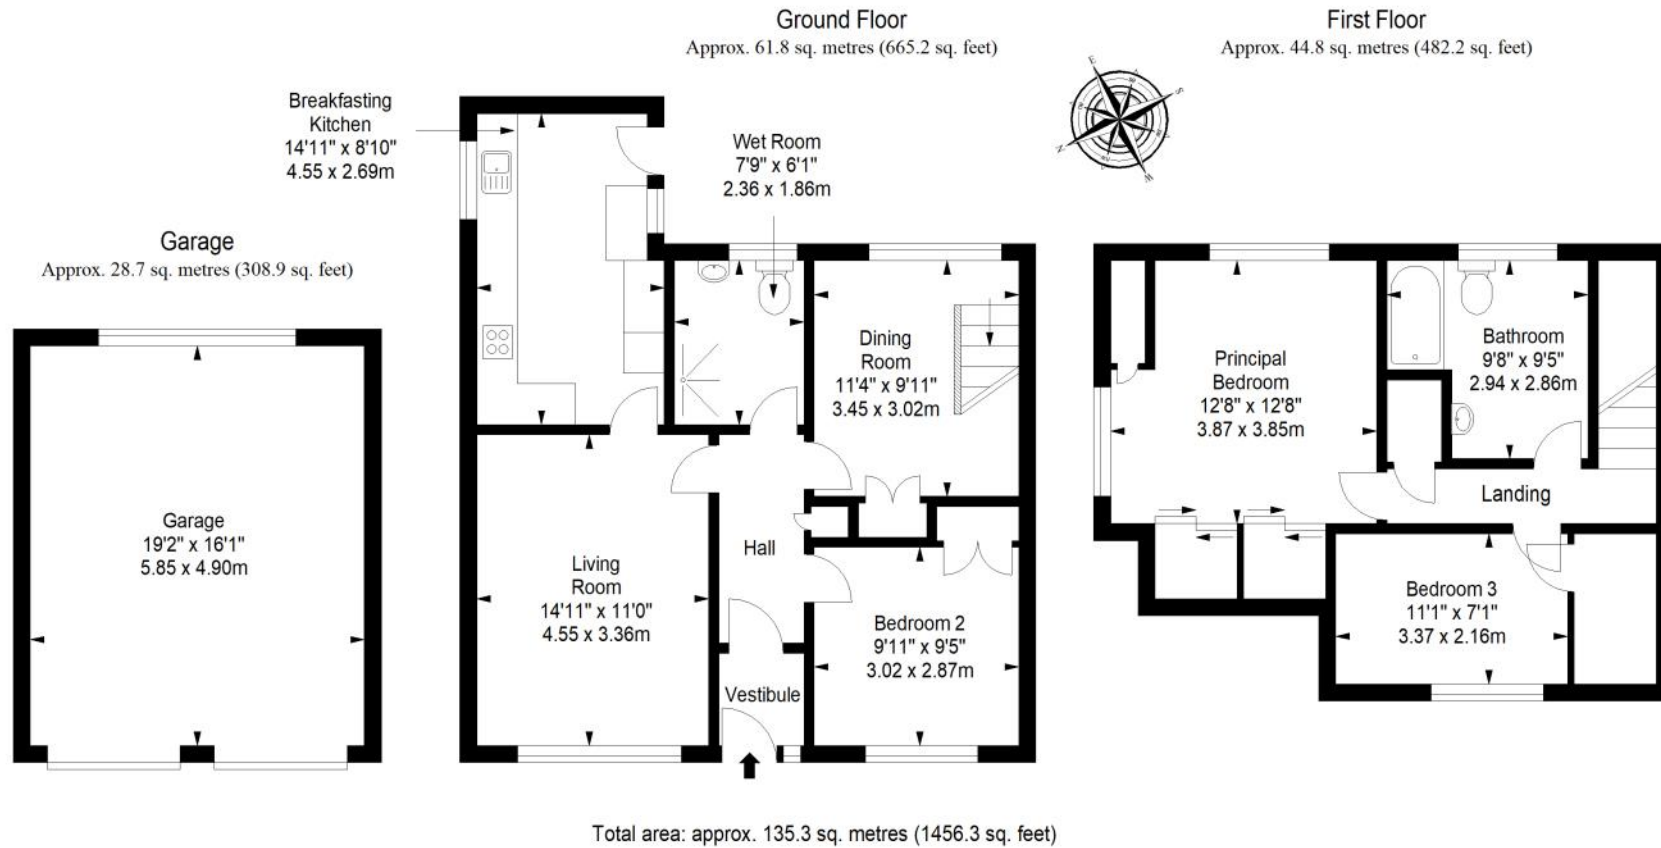 Ground Floor
Approx. 61.8 sq. metres (665.2 sq. feet)
First Floor
Approx. 44.8 sq. metres (482.2 sq. feet)
E
S
N
W
Breakfasting
Kitchen
14'11" x 8'10"
4.55 x 2.69m
Wet Room
7'9" x 6'1"
2.36 x 1.86m
Garage
Approx. 28.7 sq. metres (308.9 sq. feet)
Garage
19'2" x 16'1"
5.85 x 4.90m
Dining
Room
11'4" x 9'11"
3.45 x 3.02m
Hall
Living
Room
14'11" x 11'0"
4.55 x 3.36m
Bedroom 2
9'11" x 9'5"
3.02 x 2.87m
Vestibule
Principal
Bedroom
12'8" x 12'8"
3.87 x 3.85m
Bathroom
9'8" x 9'5"
2.94 x 2.86m
Landing
Bedroom 3
11'1" x 7'1"
3.37 x 2.16m
Total area: approx. 135.3 sq. metres (1456.3 sq. feet)